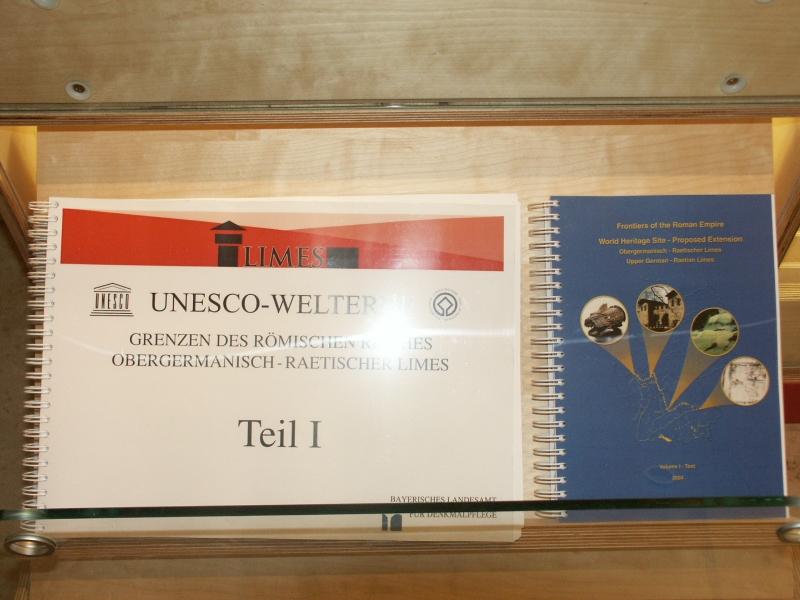 LIMES
UNESCO
UNESCO-WELTER
GRENZEN DES RÖMISCHEN
OBERGERMANISCH-RAETISCHER LIMES
Teil I
BAYERISCHES LANDESAMT
FÜR DENKMALPFLEGE
Frontiers of the Roman Empire
World Heritage Site - Proposed Extension
Obergermanisch - Raetischer Limes
Upper German - Raetian Limes
Volume I - Text
2004